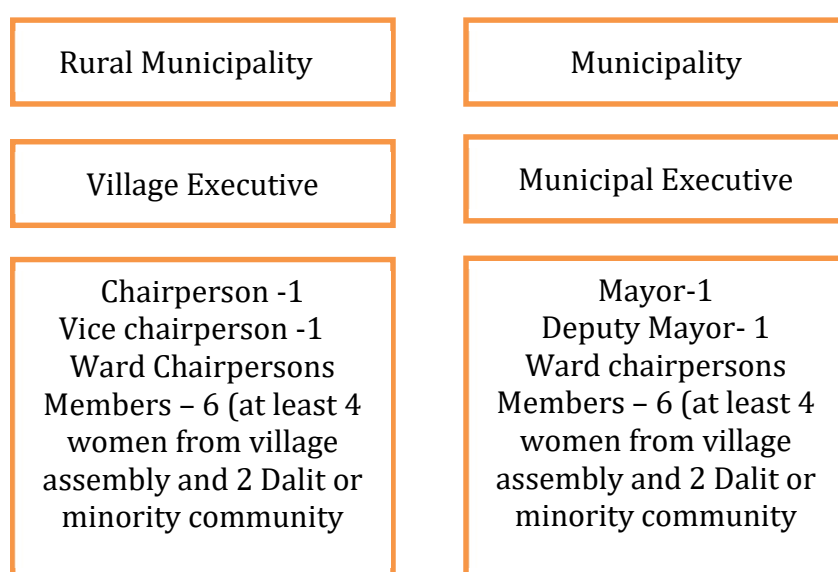 Rural Municipality
Municipality
Village Executive
Municipal Executive
Chairperson -1
Vice chairperson -1
Ward Chairpersons
Members – 6 (at least 4
women from village
assembly and 2 Dalit or
minority community
Mayor-1
Deputy Mayor- 1
Ward chairpersons
Members – 6 (at least 4
women from village
assembly and 2 Dalit or
minority community